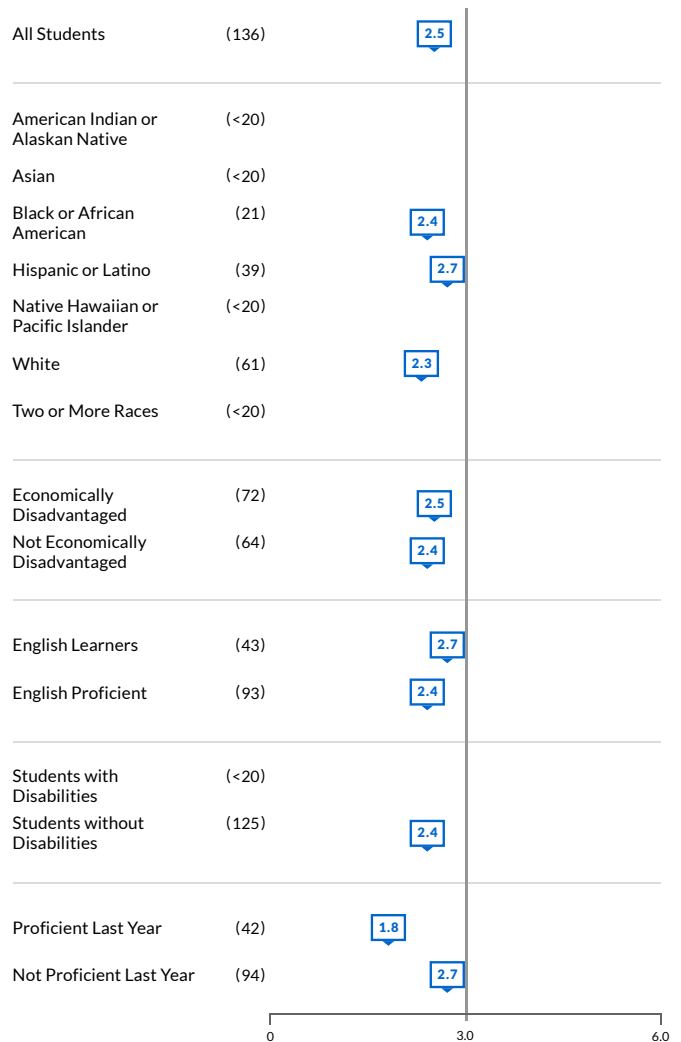 All Students (136) 2.5
American Indian or (<20)
Alaskan Native
Asian (<20)
Black or African (21) 2.4
American
Hispanic or Latino (39) 2.7
Native Hawaiian or (<20)
Pacific Islander
White (61) 2.3
Two or More Races (<20)
Economically (72) 2.5
Disadvantaged
Not Economically (64) 2.4
Disadvantaged
English Learners (43) 2.7
English Proficient (93) 2.4
Students with (<20)
Disabilities
Students without (125) 2.4
Disabilities
Proficient Last Year (42) 1.8
Not Proficient Last Year (94) 2.7
0 3.0 6.0